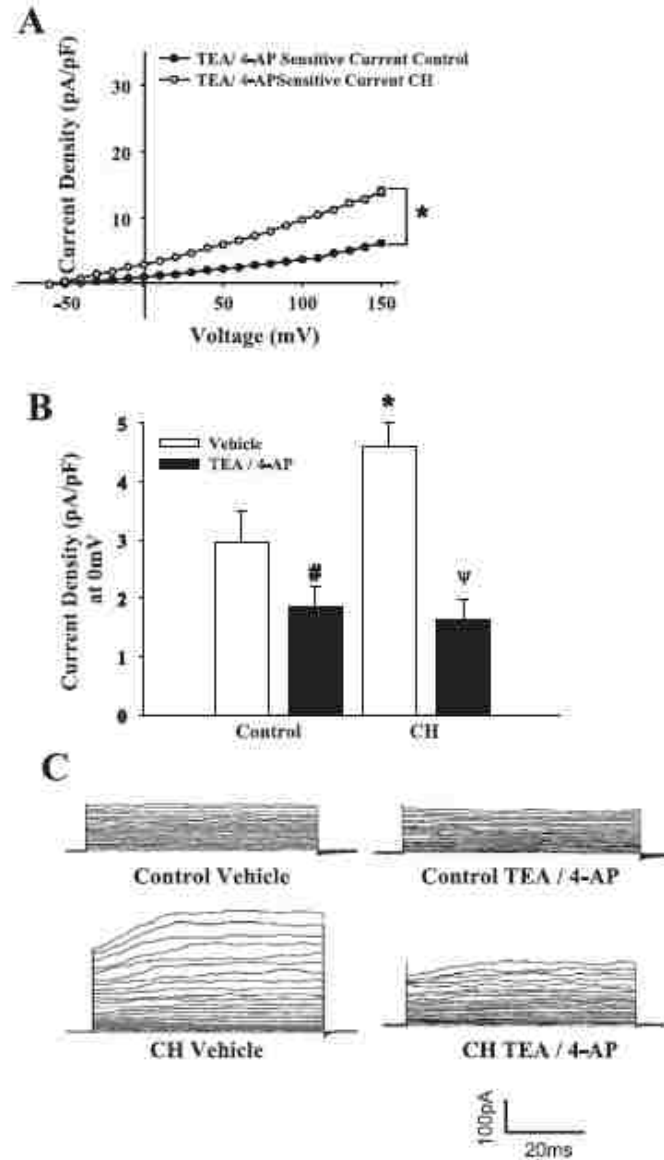 A
Current Density (pA/pF)
30
20
10
TEA/ 4-AP Sensitive Current Control
TEA/ 4-APSensitive Current CH
*
-50
50
100
150
Voltage (mV)
B
Current Density (pA/pF)
at 0mV
5
4
3
2
1
0
Vehicle
TEA / 4-AP
#
*
Ψ
Control
CH
C
Control Vehicle
Control TEA / 4-AP
CH Vehicle
CH TEA / 4-AP
100pA
20ms